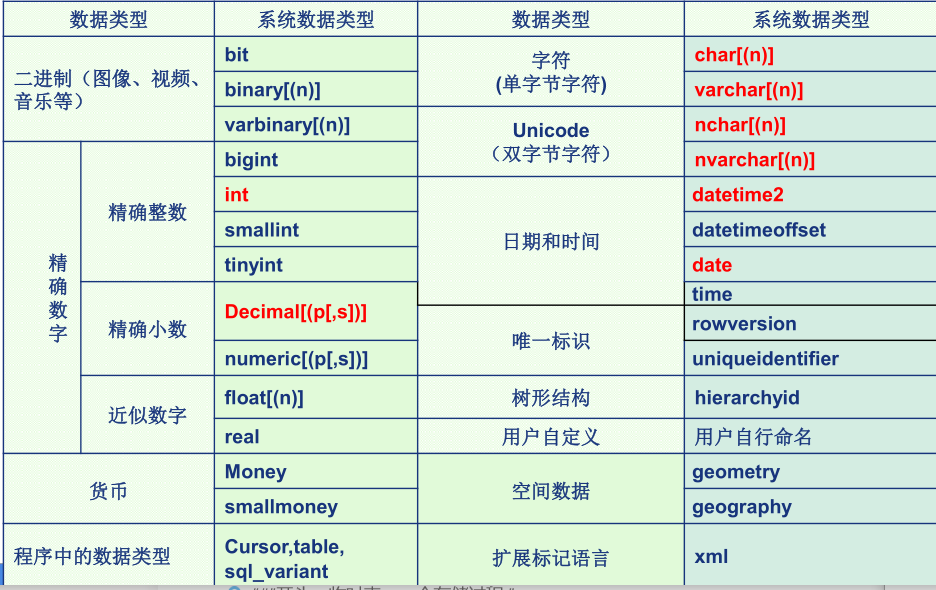 数据类型
系统数据类型
数据类型
系统数据类型
二进制（图像、视频、
音乐等）
bit
binary[(n)]
varbinary[(n)]
字符
(单字节字符)
char[(n)]
varchar[(n)]
Unicode
（双字节字符）
nchar[(n)]
nvarchar[(n)]
精
确
数
字
精确整数
bigint
int
smallint
tinyint
日期和时间
datetime2
datetimeoffset
date
time
精确小数
Decimal[(p[,s])]
numeric[(p[,s])]
唯一标识
rowversion
uniqueidentifier
近似数字
float[(n)]
real
树形结构
hierarchyid
用户自定义
用户自行命名
货币
Money
smallmoney
空间数据
geometry
geography
程序中的数据类型
Cursor,table,
sql_variant
扩展标记语言
xml